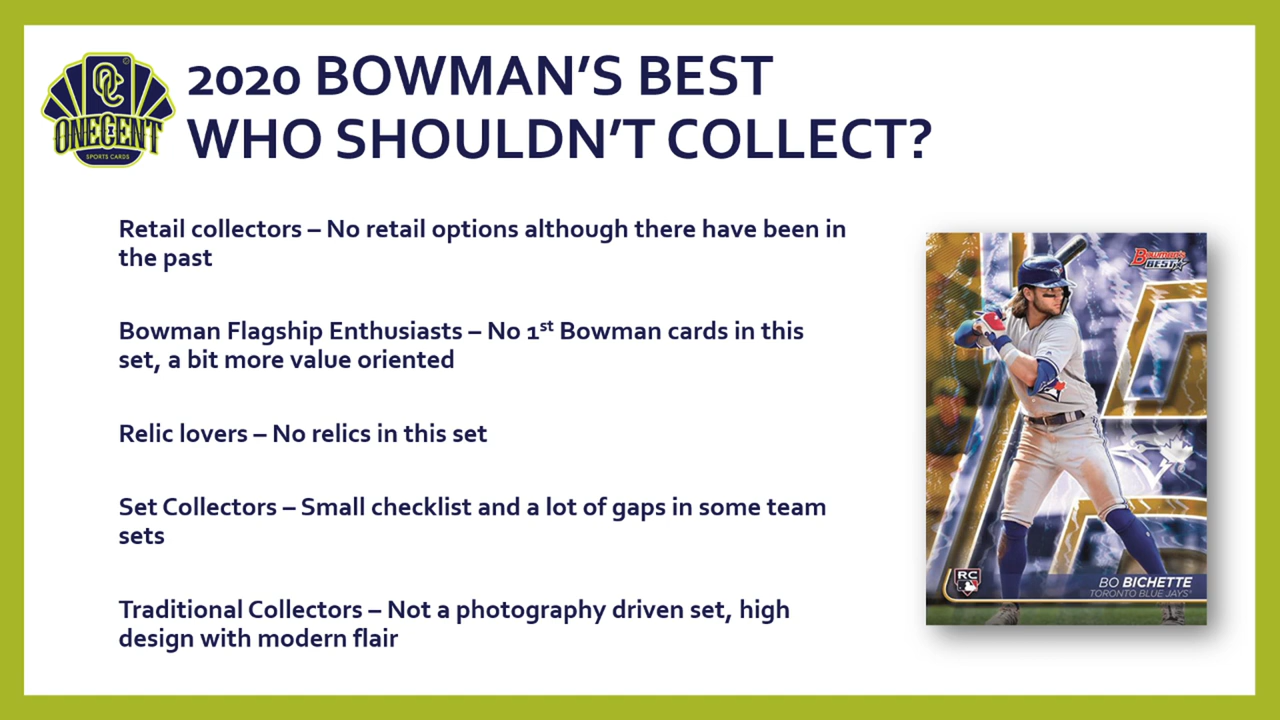 OC
ONECENT
SPORTS CARDS
2020 BOWMAN’S BEST
WHO SHOULDN’T COLLECT?
Retail collectors – No retail options although there have been in
the past
Bowman Flagship Enthusiasts – No 1st Bowman cards in this
set, a bit more value oriented
Relic lovers – No relics in this set
Set Collectors – Small checklist and a lot of gaps in some team
sets
Traditional Collectors – Not a photography driven set, high
design with modern flair
BOWMAN'S
BEST
RC
BO BICHETTE
TORONTO BLUE JAYS®